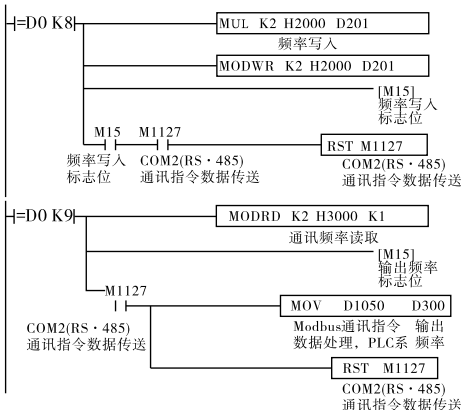 =D0 K8
MUL K2 H2000 D201
频率写入
MODWR K2 H2000 D201
[M15]
频率写入
标志位
M15 M1127
RST M1127
频率写入 COM2(RS·485)
标志位 通讯指令数据传送
COM2(RS·485)
通讯指令数据传送
=D0 K9
MODRD K2 H3000 K1
通讯频率读取
[M15]
输出频率
标志位
M1127
MOV D1050 D300
COM2(RS·485)
通讯指令数据传送
Modbus通讯指令 输出
数据处理，PLC系 频率
RST M1127
COM2(RS·485)
通讯指令数据传送